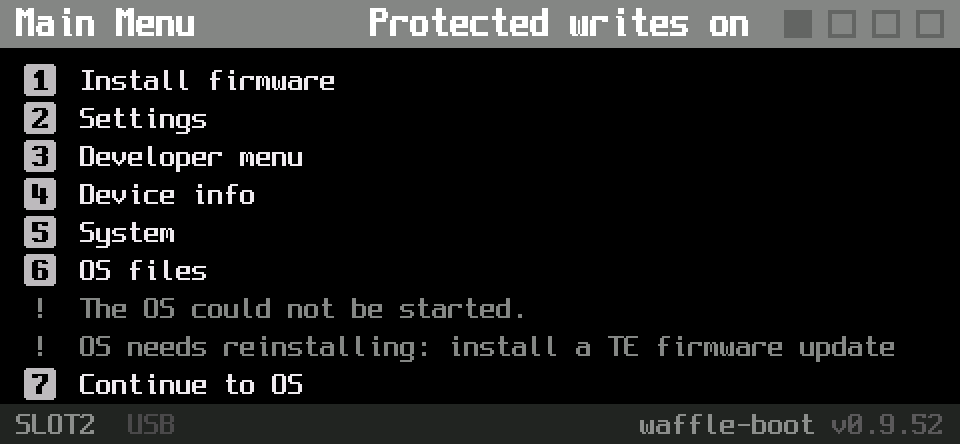 Main Menu Protected writes on
1 Install firmware
2 Settings
3 Developer menu
4 Device info
5 System
6 OS files
! The OS could not be started.
! OS needs reinstalling: install a TE firmware update
7 Continue to OS
SLOT2 USB waffle-boot v0.9.52